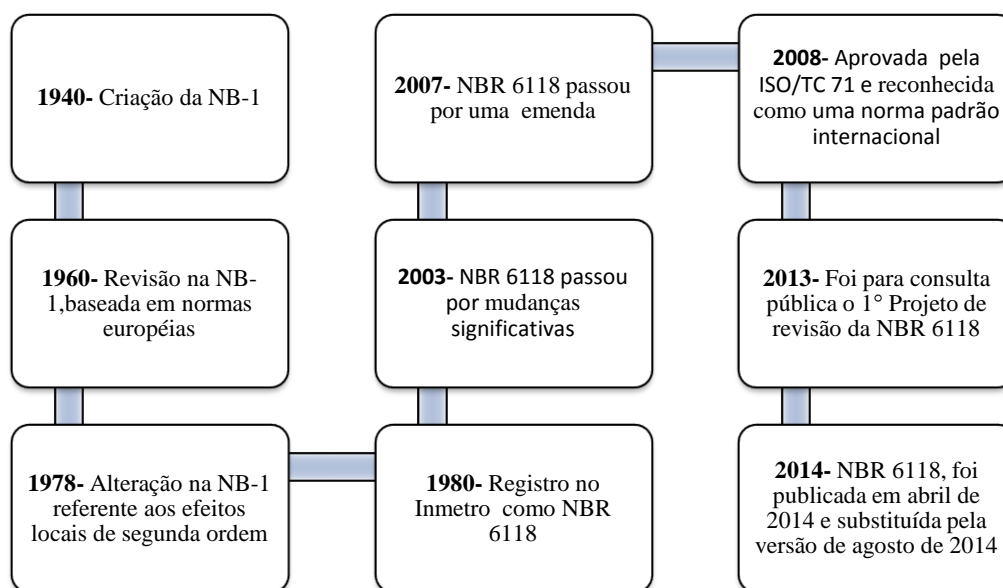 1940- Criação da NB-1
1960- Revisão na NB-
1,baseada em normas
européias
1978- Alteração na NB-1
referente aos efeitos
locais de segunda ordem
1980- Registro no
Inmetro como NBR
6118
2003- NBR 6118 passou
por mudanças
significativas
2007- NBR 6118 passou
por uma emenda
2008- Aprovada pela
ISO/TC 71 e reconhecida
como uma norma padrão
internacional
2013- Foi para consulta
pública o 1° Projeto de
revisão da NBR 6118
2014- NBR 6118, foi
publicada em abril de
2014 e substituída pela
versão de agosto de 2014